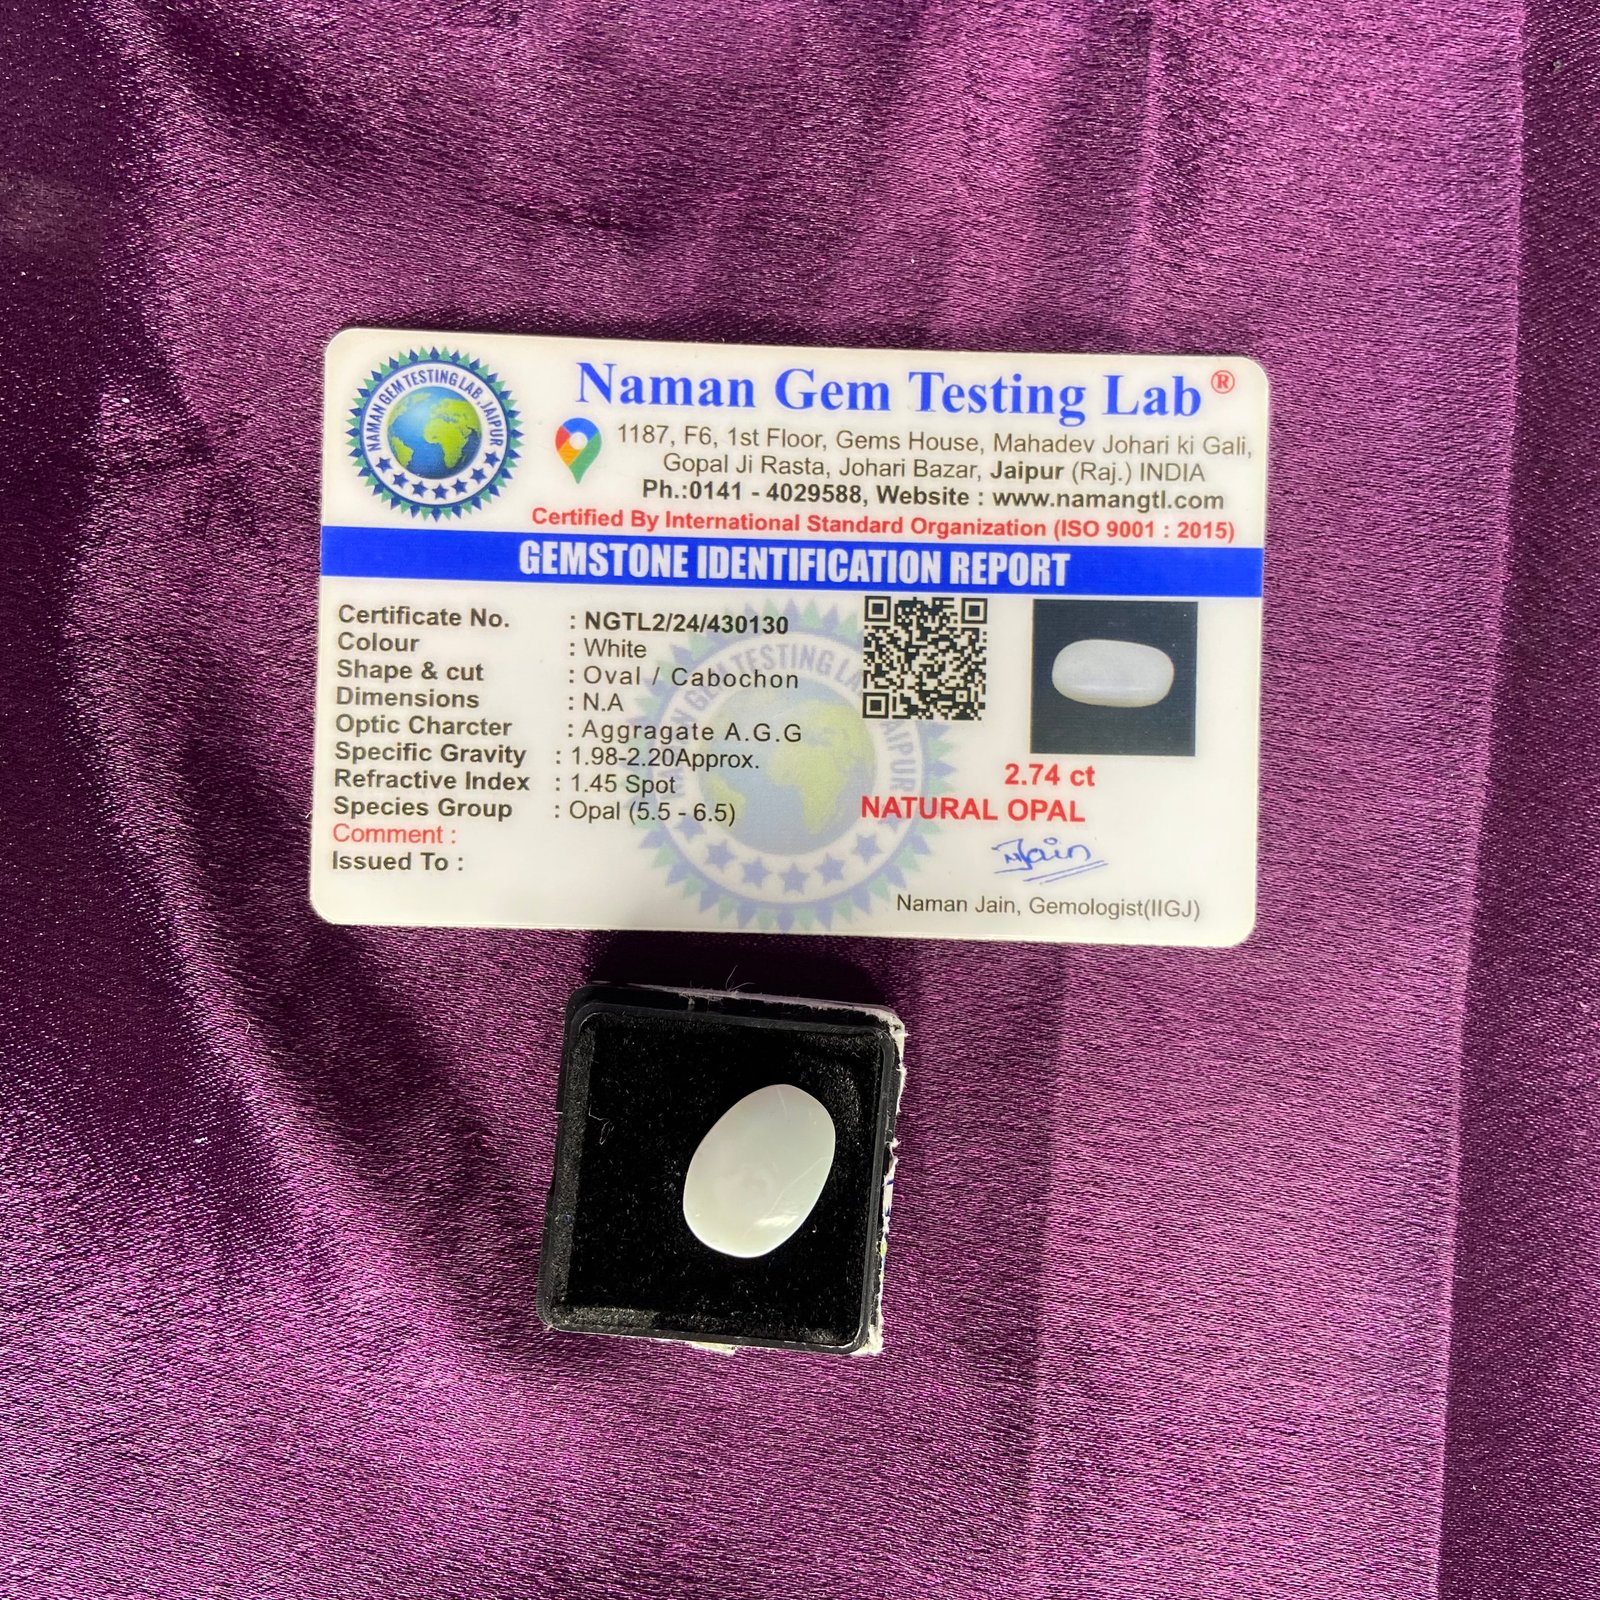 NAMAN GEM TESTING LAB, JAIPUR
Naman Gem Testing Lab®
1187, F6, 1st Floor, Gems House, Mahadev Johari ki Gali,
Gopal Ji Rasta, Johari Bazar, Jaipur (Raj.) INDIA
Ph.:0141 - 4029588, Website : www.namangtl.com
Certified By International Standard Organization (ISO 9001 : 2015)
GEMSTONE IDENTIFICATION REPORT
Certificate No. : NGTL2/24/430130
Colour : White
Shape & cut : Oval / Cabochon
Dimensions : N.A
Optic Charcter : Aggragate A.G.G
Specific Gravity : 1.98-2.20Approx.
Refractive Index : 1.45 Spot
Species Group : Opal (5.5 - 6.5)
Comment :
Issued To :
2.74 ct
NATURAL OPAL
NJain
Naman Jain, Gemologist(IIGJ)